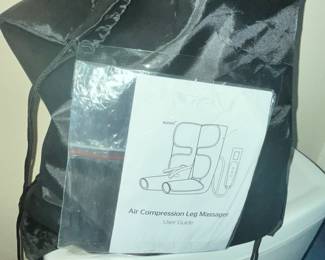 Air Compression Leg Massager
User Guide